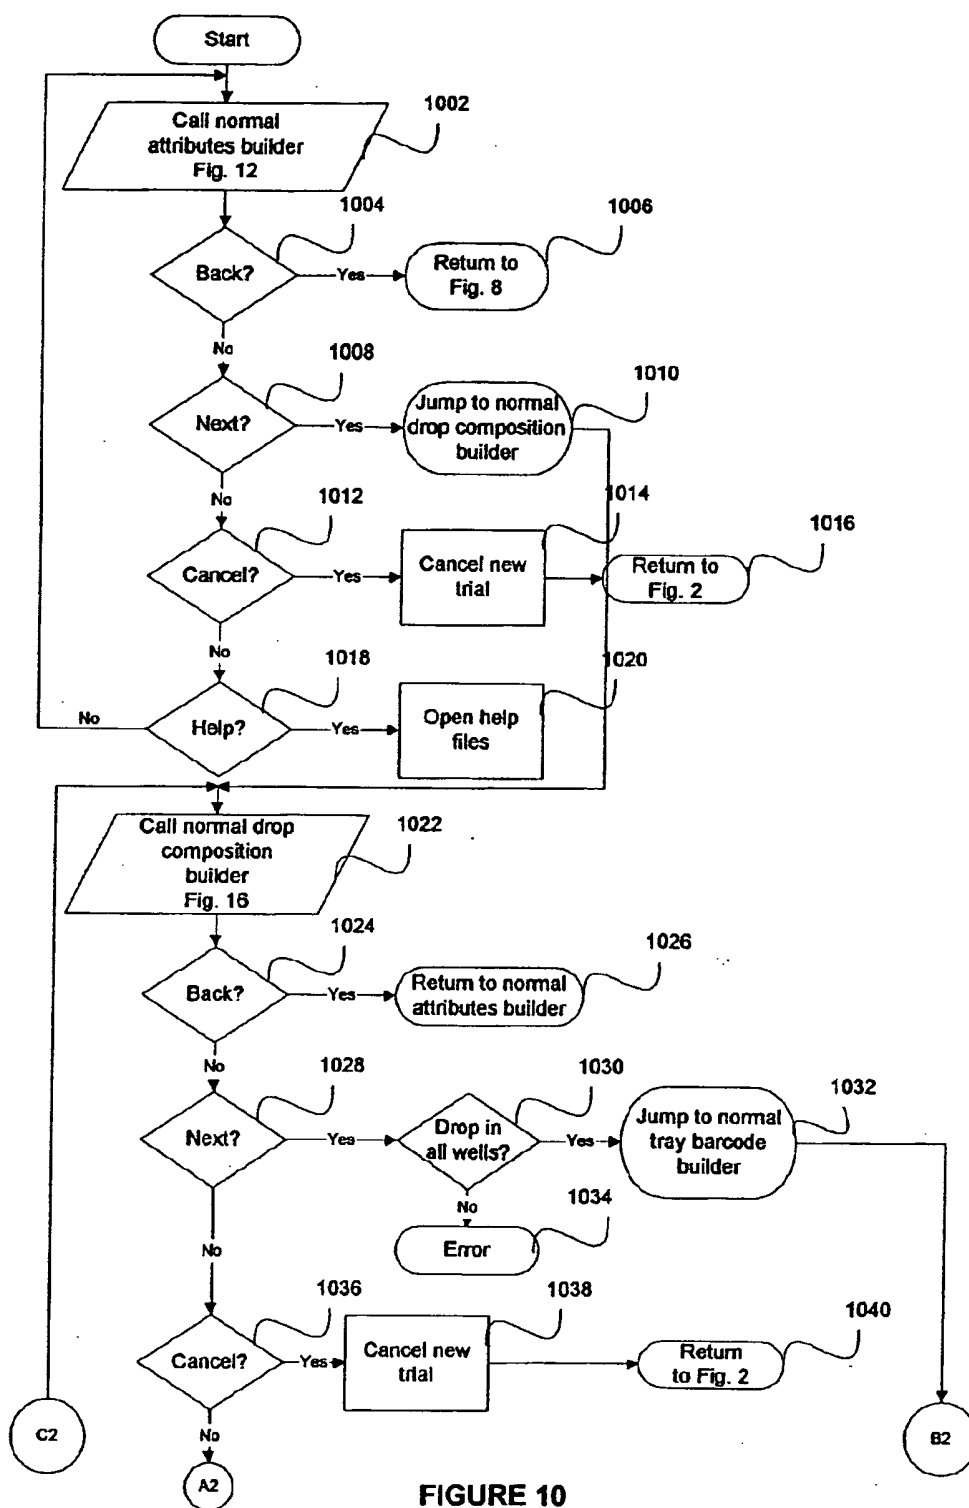 Start
1002
Call normal
attributes builder
Fig. 12
1004
1006
Back?
Yes
Return to
Fig. 8
No
1008
1010
Next?
Yes
Jump to normal
drop composition
builder
No
1012
1014
1016
Cancel?
Yes
Cancel new
trial
Return to
Fig. 2
No
1018
1020
No
Help?
Yes
Open help
files
Call normal drop
composition
builder
Fig. 16
1022
1024
1026
Back?
Yes
Return to normal
attributes builder
No
1028
1030
1032
Next?
Yes
Drop in
all wells?
Yes
Jump to normal
tray barcode
builder
No
1034
Error
No
1036
1038
1040
Cancel?
Yes
Cancel new
trial
Return
to Fig. 2
C2
No
B2
A2
FIGURE 10